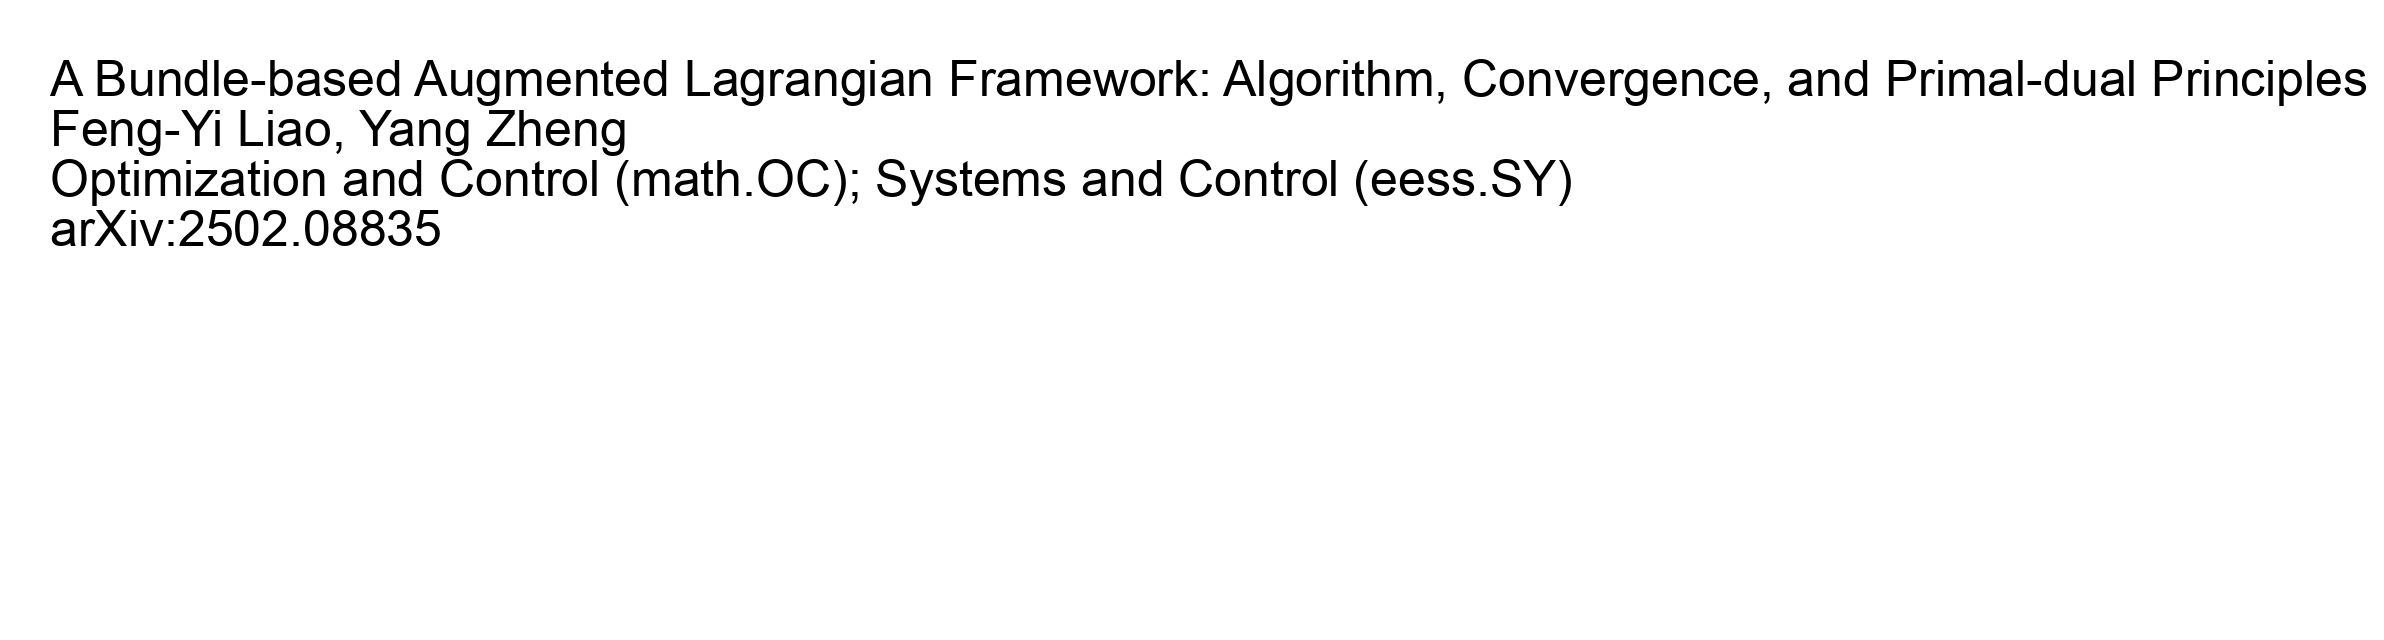 A Bundle-based Augmented Lagrangian Framework: Algorithm, Convergence, and Primal-dual Principles
Feng-Yi Liao, Yang Zheng
Optimization and Control (math.OC); Systems and Control (eess.SY)
arXiv:2502.08835